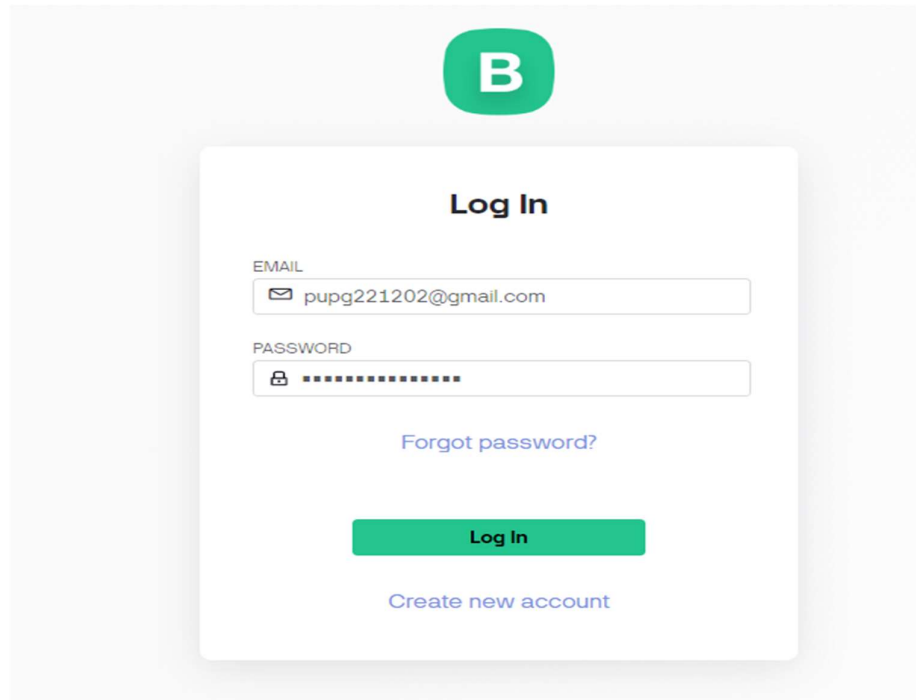 B
Log In
EMAIL
pupg221202@gmail.com
PASSWORD
Forgot password?
Log In
Create new account